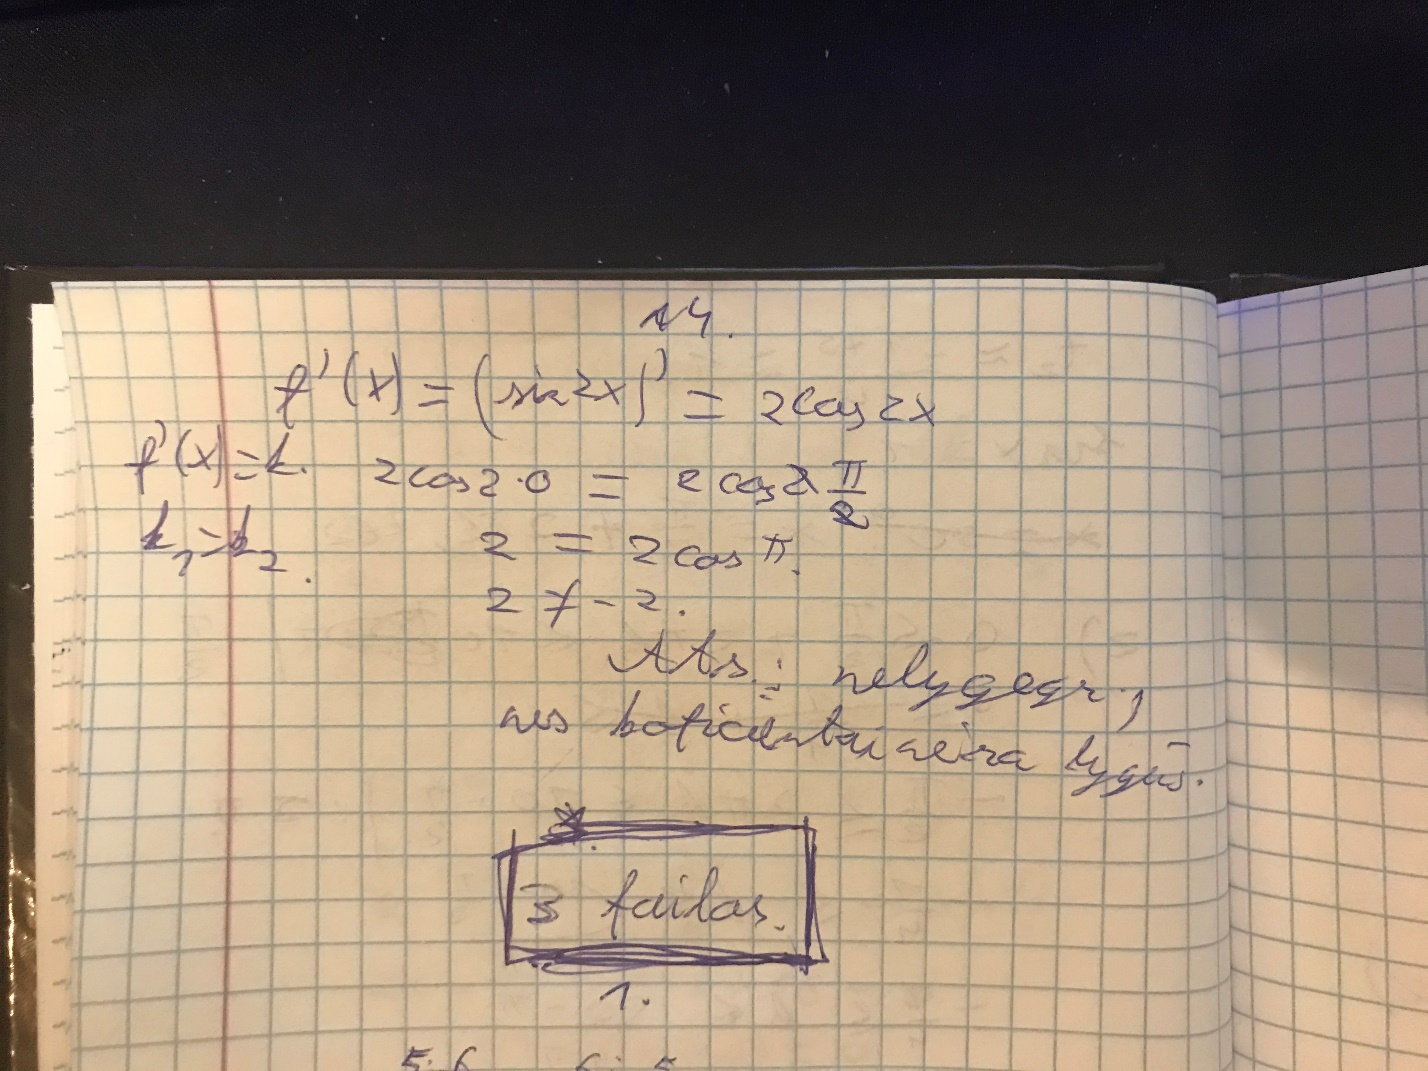 14.
f'(x) = (sin2x)' = 2cos2x
f'(x)=k. 2cos2·0 = 2cos2 π/2
k₁=k₂. 2 = 2cosπ.
2 ≠ -2.
Ats.: nelygegr.,
nes koficientai nėra lygūs.
3 failas.
1.